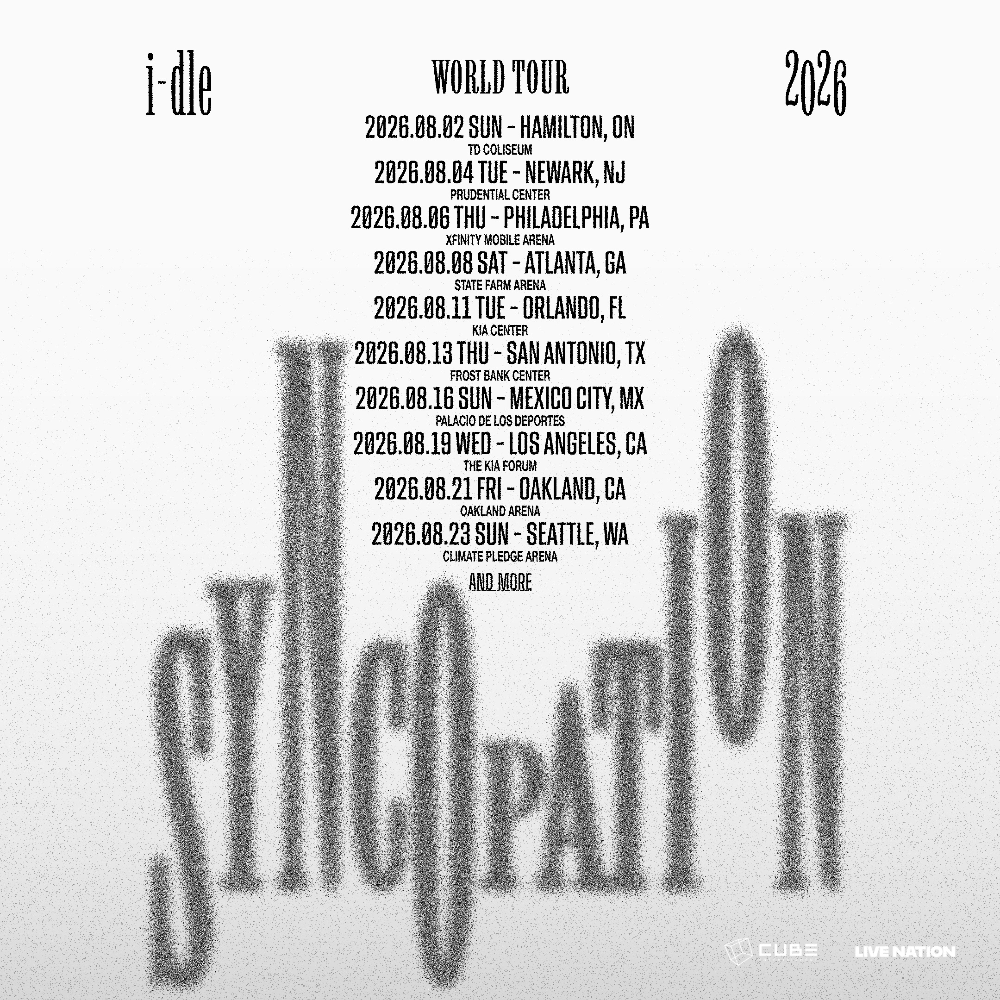 i-dle
WORLD TOUR
2026
2026.08.02 SUN - HAMILTON, ON
TD COLISEUM
2026.08.04 TUE - NEWARK, NJ
PRUDENTIAL CENTER
2026.08.06 THU - PHILADELPHIA, PA
XFINITY MOBILE ARENA
2026.08.08 SAT - ATLANTA, GA
STATE FARM ARENA
2026.08.11 TUE - ORLANDO, FL
KIA CENTER
2026.08.13 THU - SAN ANTONIO, TX
FROST BANK CENTER
2026.08.16 SUN - MEXICO CITY, MX
PALACIO DE LOS DEPORTES
2026.08.19 WED - LOS ANGELES, CA
THE KIA FORUM
2026.08.21 FRI - OAKLAND, CA
OAKLAND ARENA
2026.08.23 SUN - SEATTLE, WA
CLIMATE PLEDGE ARENA
AND MORE
SYNCOPATION
CUBE
LIVE NATION